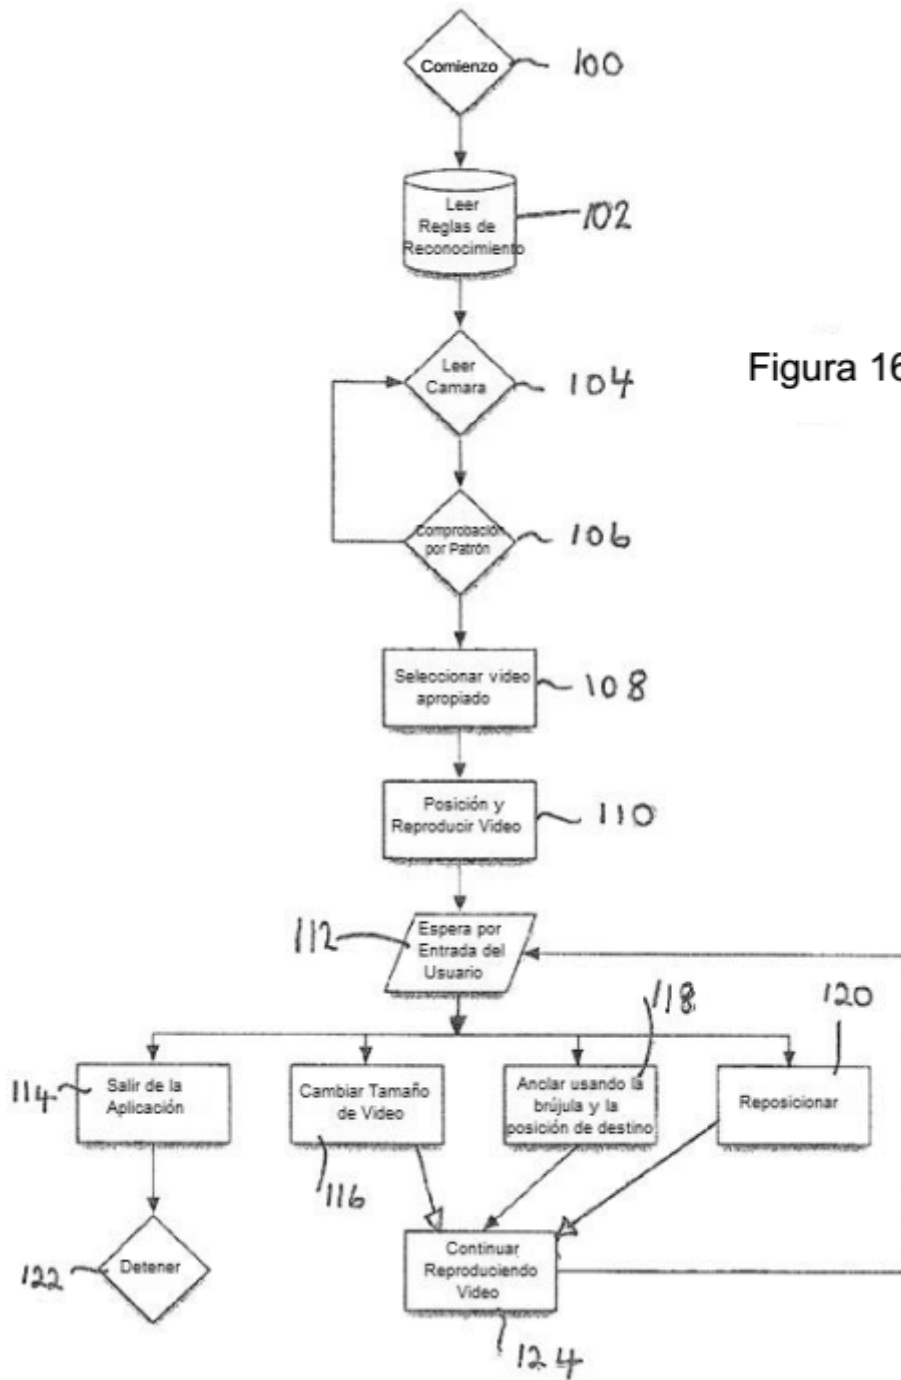 Comienzo
100
Leer
Reglas de
Reconocimiento
102
Leer
Camara
104
Figura 16
Comprobación
por Patrón
106
Seleccionar video
apropiado
108
Posición y
Reproducir Video
110
112
Espera por
Entrada del
Usuario
114
Salir de la
Aplicación
Cambiar Tamaño
de Video
116
Anclar usando la
brújula y la
posición de destino
118
Reposicionar
120
122
Detener
Continuar
Reproduciendo
Video
124